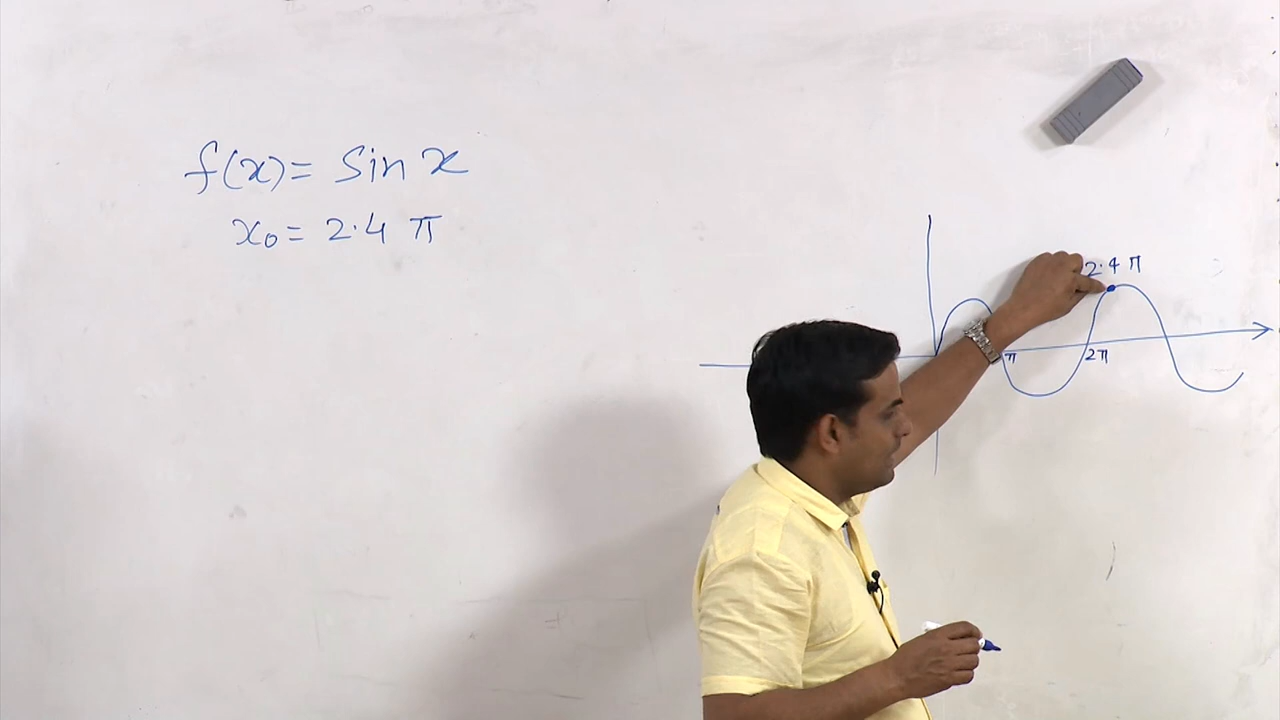 f(x) = Sin x
x₀ = 2.4 π
2.4 π
π
2π